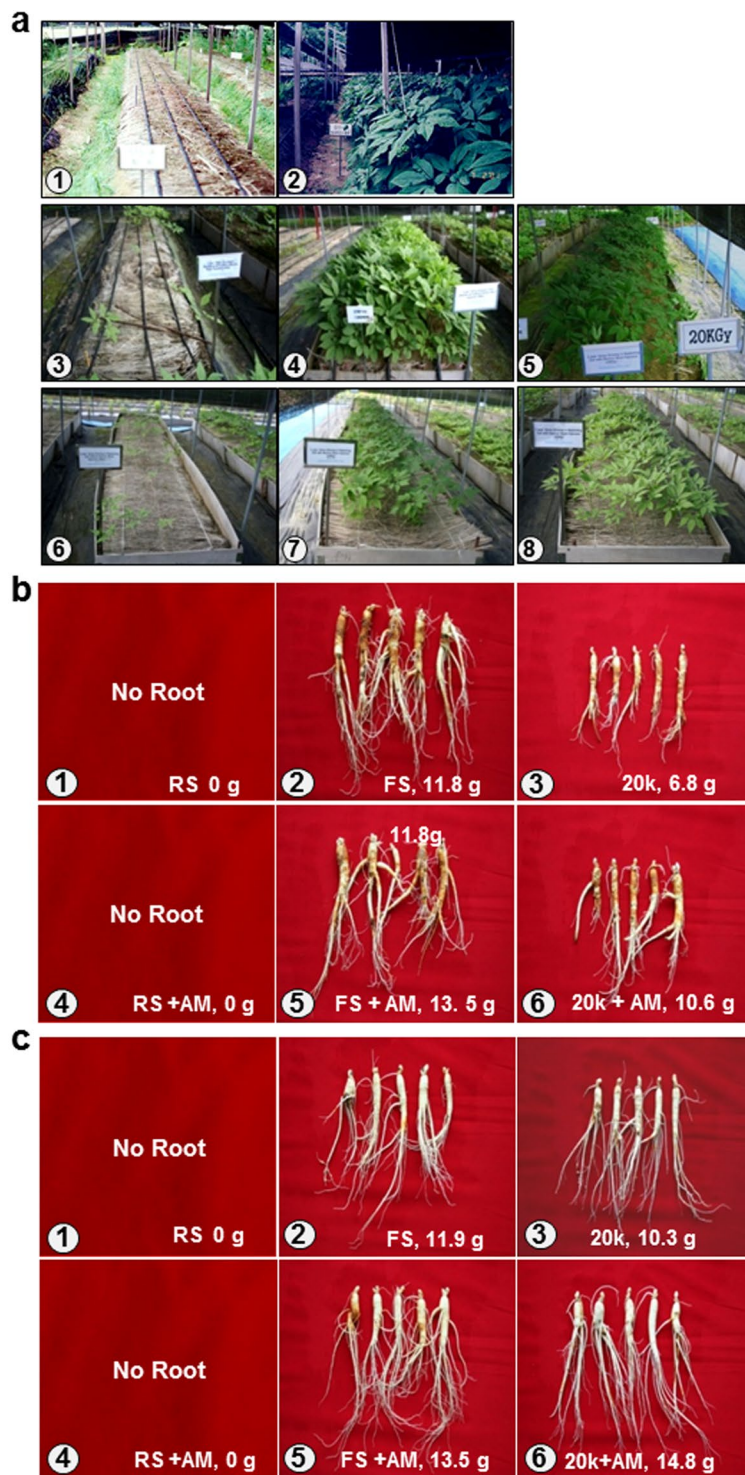 a
1
2
3
4
5
20KGy
6
7
8
b
No Root
RS 0 g
1
FS, 11.8 g
2
20k, 6.8 g
3
No Root
RS +AM, 0 g
4
11.8g
FS + AM, 13. 5 g
5
20k + AM, 10.6 g
6
c
No Root
RS 0 g
1
FS, 11.9 g
2
20k, 10.3 g
3
No Root
RS +AM, 0 g
4
FS +AM, 13.5 g
5
20k+AM, 14.8 g
6